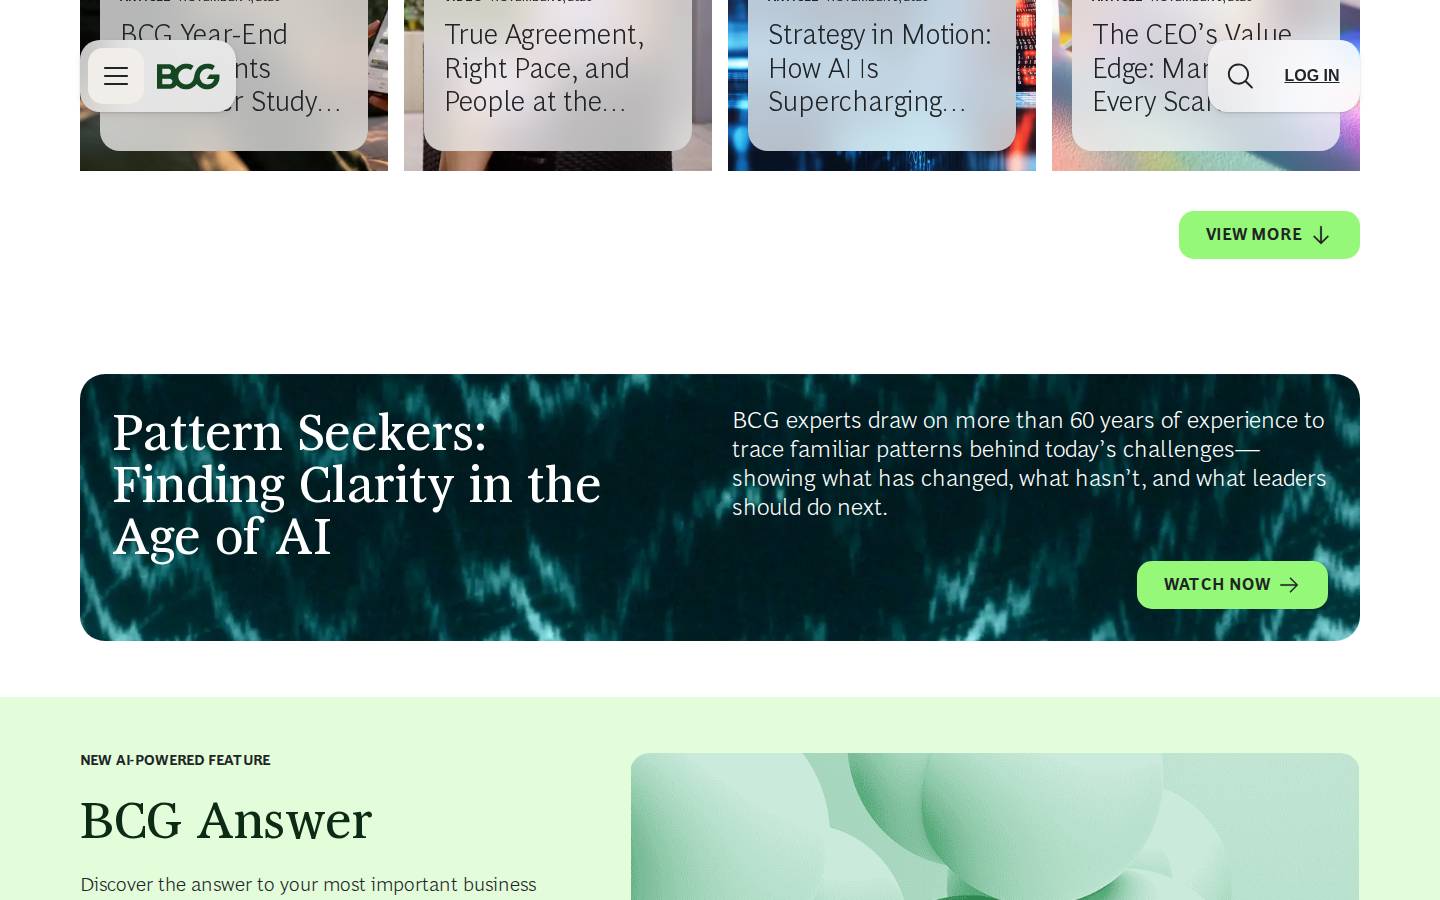 BCG Year-End
nts
r Study…
True Agreement,
Right Pace, and
People at the…
Strategy in Motion:
How AI Is
Supercharging…
The CEO’s Value
Edge:
Every
BCG
LOG IN
VIEW MORE
Pattern Seekers:
Finding Clarity in the
Age of AI
BCG experts draw on more than 60 years of experience to
trace familiar patterns behind today’s challenges—
showing what has changed, what hasn’t, and what leaders
should do next.
WATCH NOW
NEW AI-POWERED FEATURE
BCG Answer
Discover the answer to your most important business